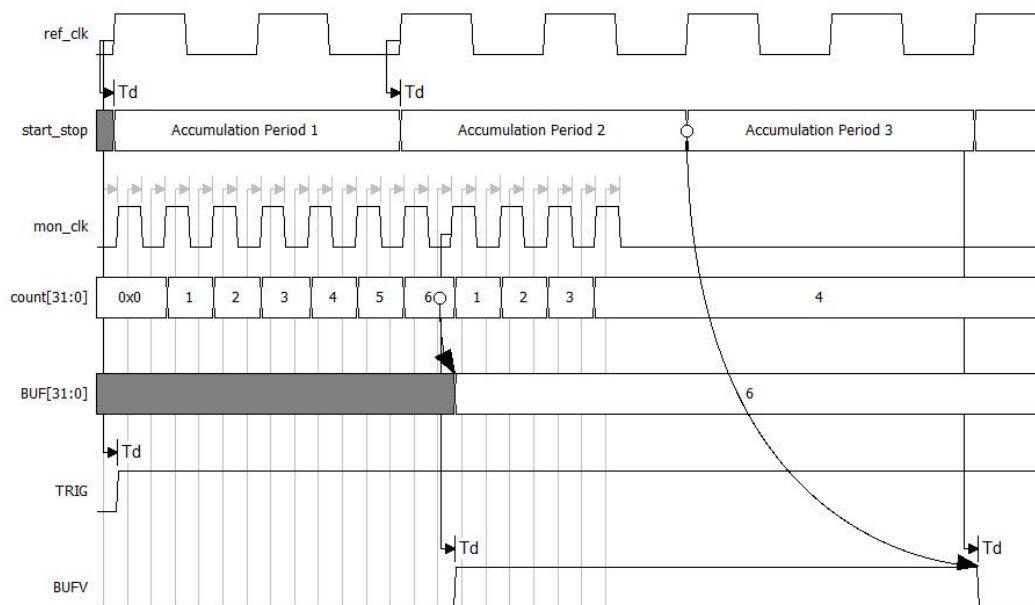 ref_clk
Td Td
start_stop Accumulation Period 1 Accumulation Period 2 Accumulation Period 3
mon_clk
count[31:0] 0x0 1 2 3 4 5 6 1 2 3 4
BUF[31:0] 6
Td
TRIG
Td Td
BUFV